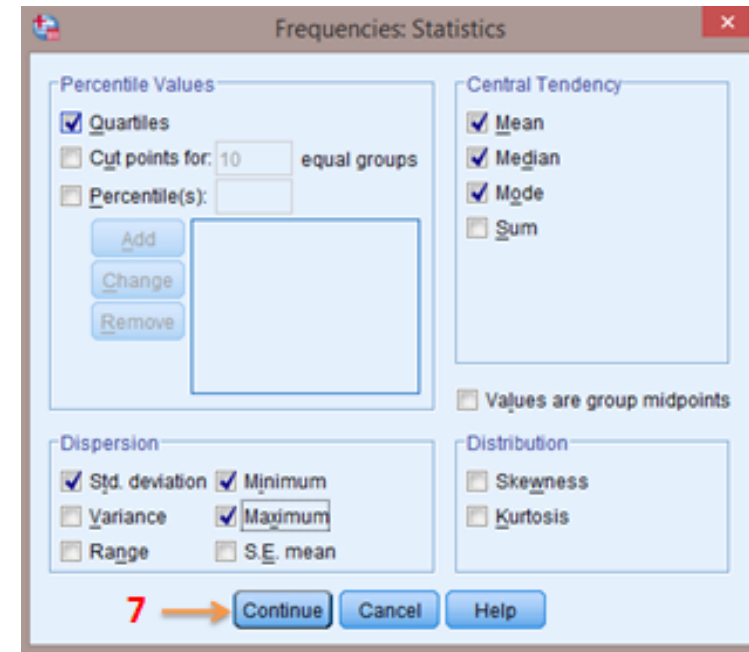 Frequencies: Statistics
Percentile Values
Quartiles
Cut points for: 10 equal groups
Percentile(s):
Add
Change
Remove
Central Tendency
Mean
Median
Mode
Sum
Values are group midpoints
Dispersion
Std. deviation Minimum
Variance Maximum
Range S.E. mean
Distribution
Skewness
Kurtosis
7 Continue Cancel Help